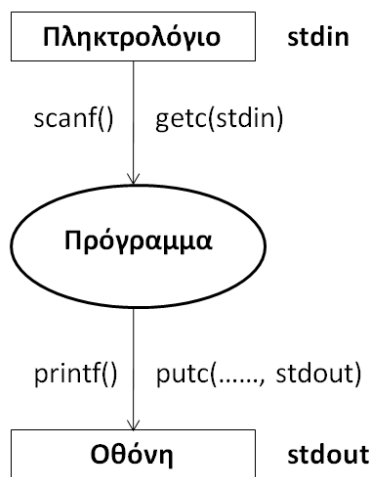 Πληκτρολόγιο stdin
scanf() getc(stdin)
Πρόγραμμα
printf() putc(......, stdout)
Οθόνη stdout